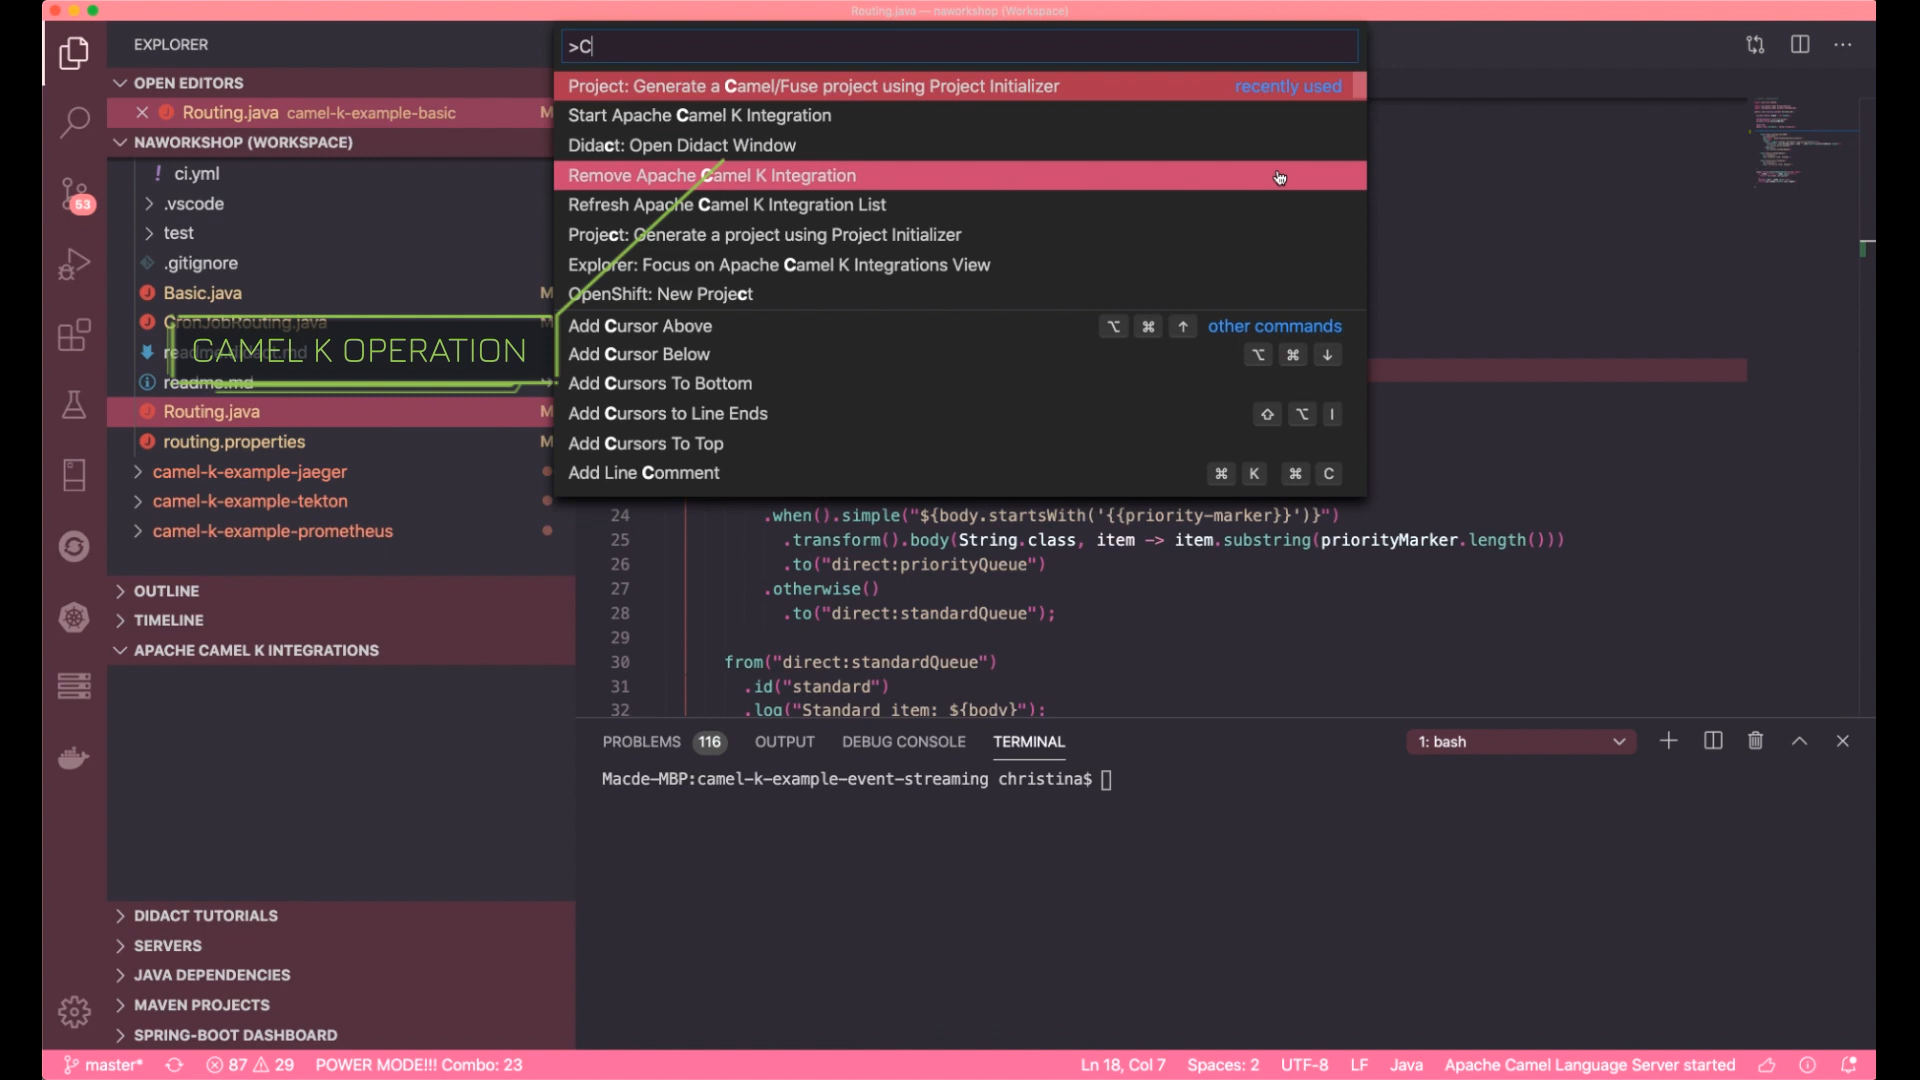 Routing.java — naworkshop (Workspace)
EXPLORER
OPEN EDITORS
Routing.java camel-k-example-basic M
NAWORKSHOP (WORKSPACE)
! ci.yml
.vscode
test
.gitignore
Basic.java M
CronJobRouting.java M
readme.didact.md
readme.md
Routing.java M
routing.properties M
camel-k-example-jaeger
camel-k-example-tekton
camel-k-example-prometheus
OUTLINE
TIMELINE
APACHE CAMEL K INTEGRATIONS
DIDACT TUTORIALS
SERVERS
JAVA DEPENDENCIES
MAVEN PROJECTS
SPRING-BOOT DASHBOARD
53
CAMEL K OPERATION
>C
Project: Generate a Camel/Fuse project using Project Initializer recently used
Start Apache Camel K Integration
Didact: Open Didact Window
Remove Apache Camel K Integration
Refresh Apache Camel K Integration List
Project: Generate a project using Project Initializer
Explorer: Focus on Apache Camel K Integrations View
OpenShift: New Project
Add Cursor Above ⌥ ⌘ ↑ other commands
Add Cursor Below ⌥ ⌘ ↓
Add Cursors To Bottom
Add Cursors to Line Ends ⇧ ⌥ I
Add Cursors To Top
Add Line Comment ⌘ K ⌘ C
24 .when().simple("${body.startsWith('{{priority-marker}}')}")
25 .transform().body(String.class, item -> item.substring(priorityMarker.length()))
26 .to("direct:priorityQueue")
27 .otherwise()
28 .to("direct:standardQueue");
29
30 from("direct:standardQueue")
31 .id("standard")
32 .log("Standard item: ${body}");
PROBLEMS 116 OUTPUT DEBUG CONSOLE TERMINAL 1: bash
Macde-MBP:camel-k-example-event-streaming christina$
master* 87 29 POWER MODE!!! Combo: 23 Ln 18, Col 7 Spaces: 2 UTF-8 LF Java Apache Camel Language Server started